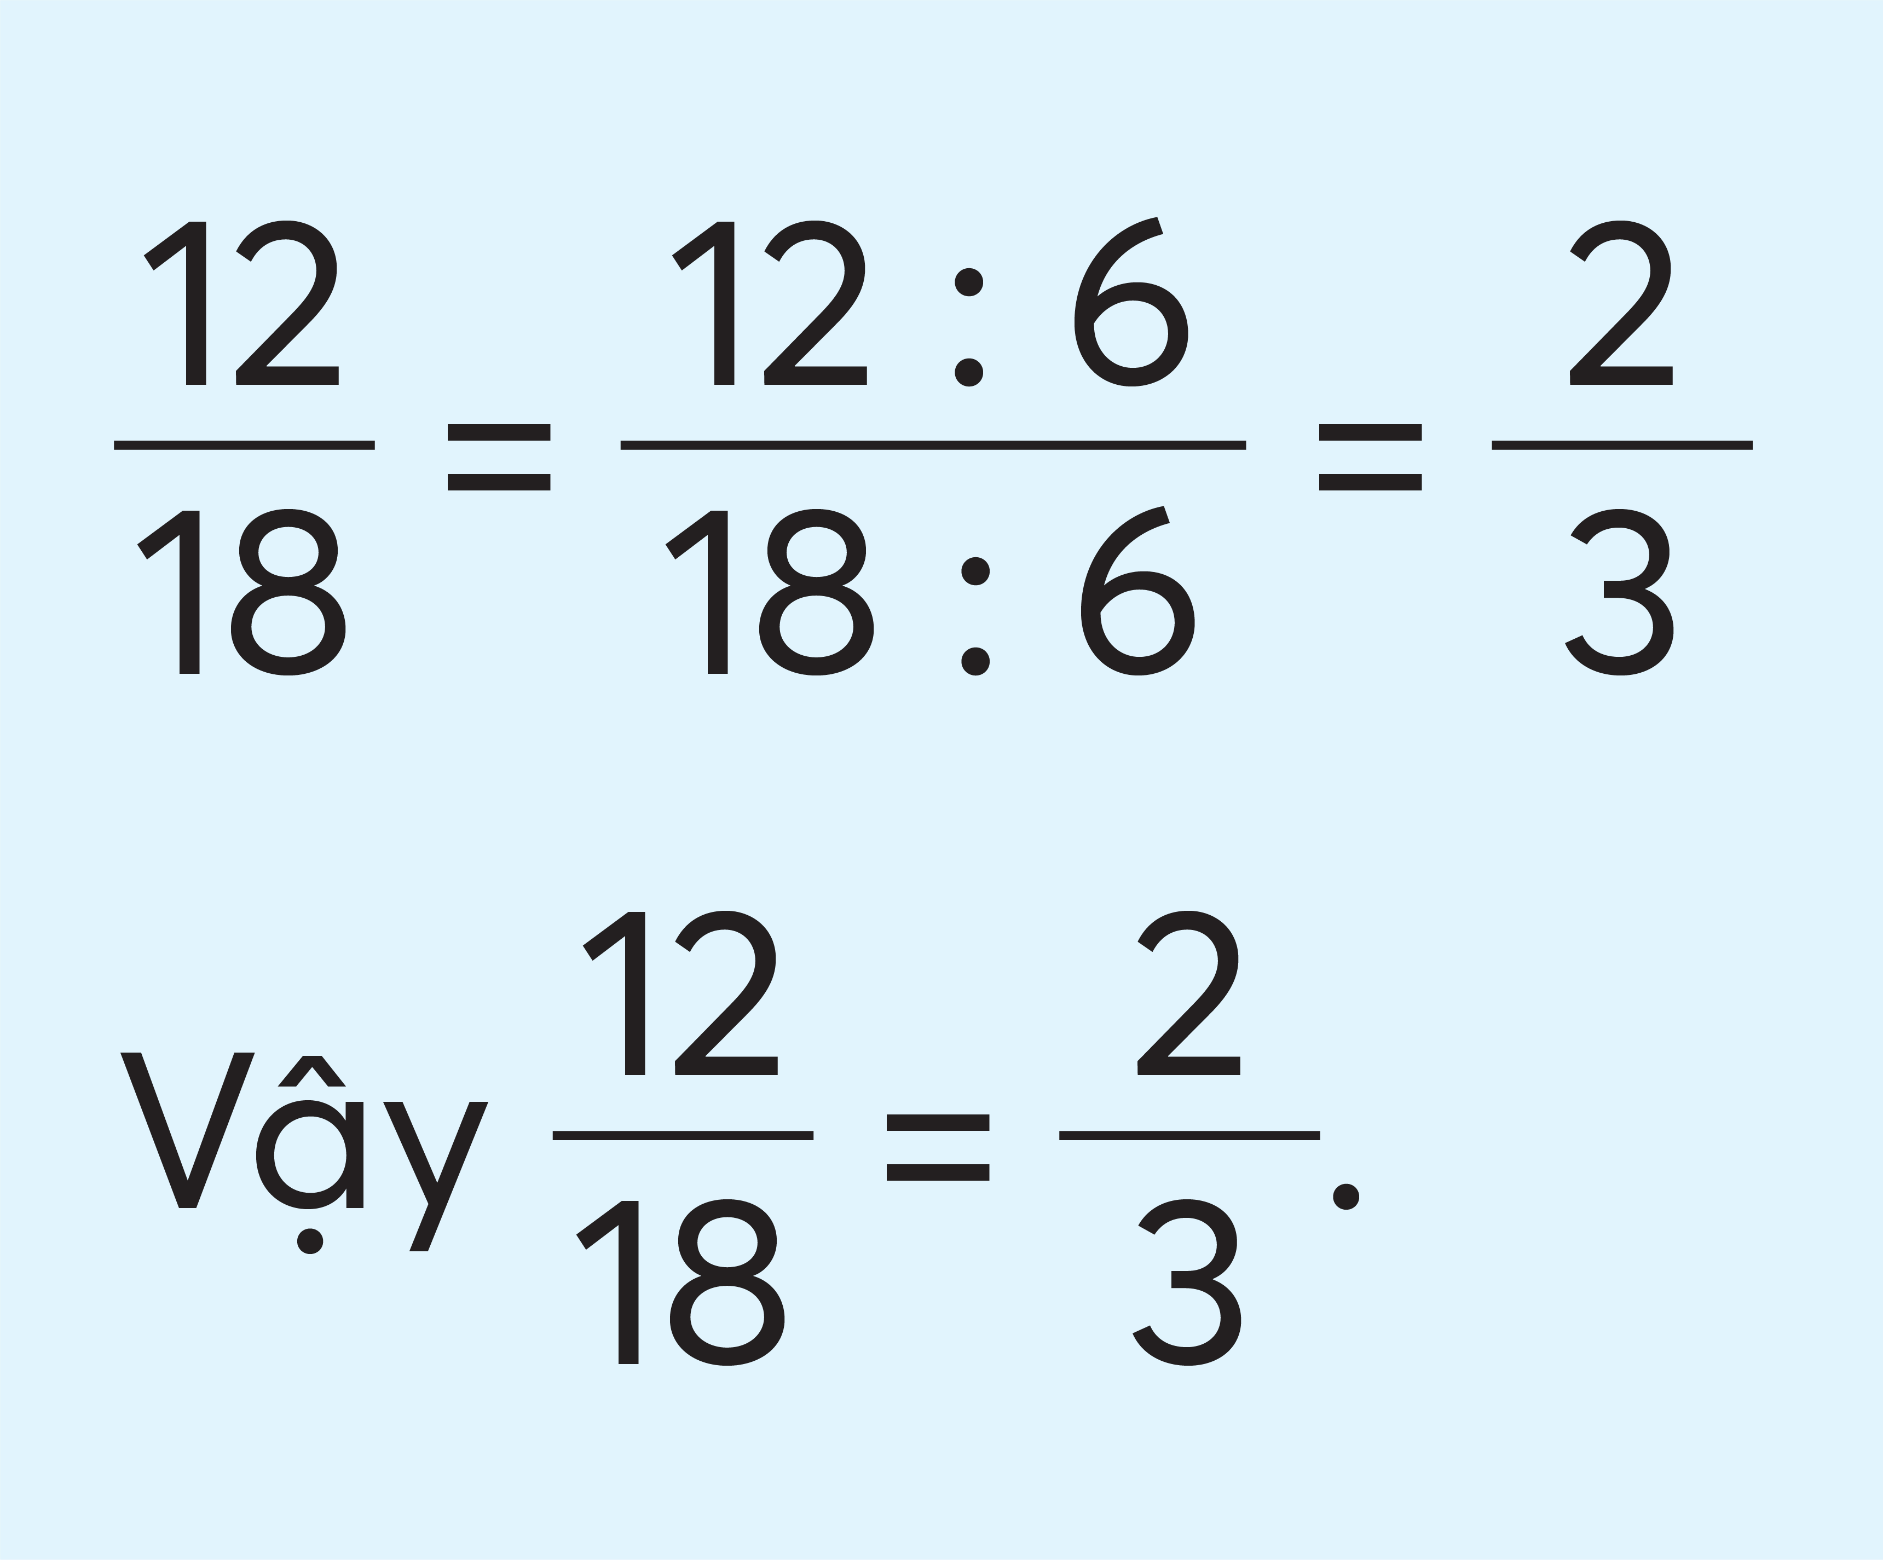 12/18 = 12 : 6/18 : 6 = 2/3
Vậy 12/18 = 2/3.